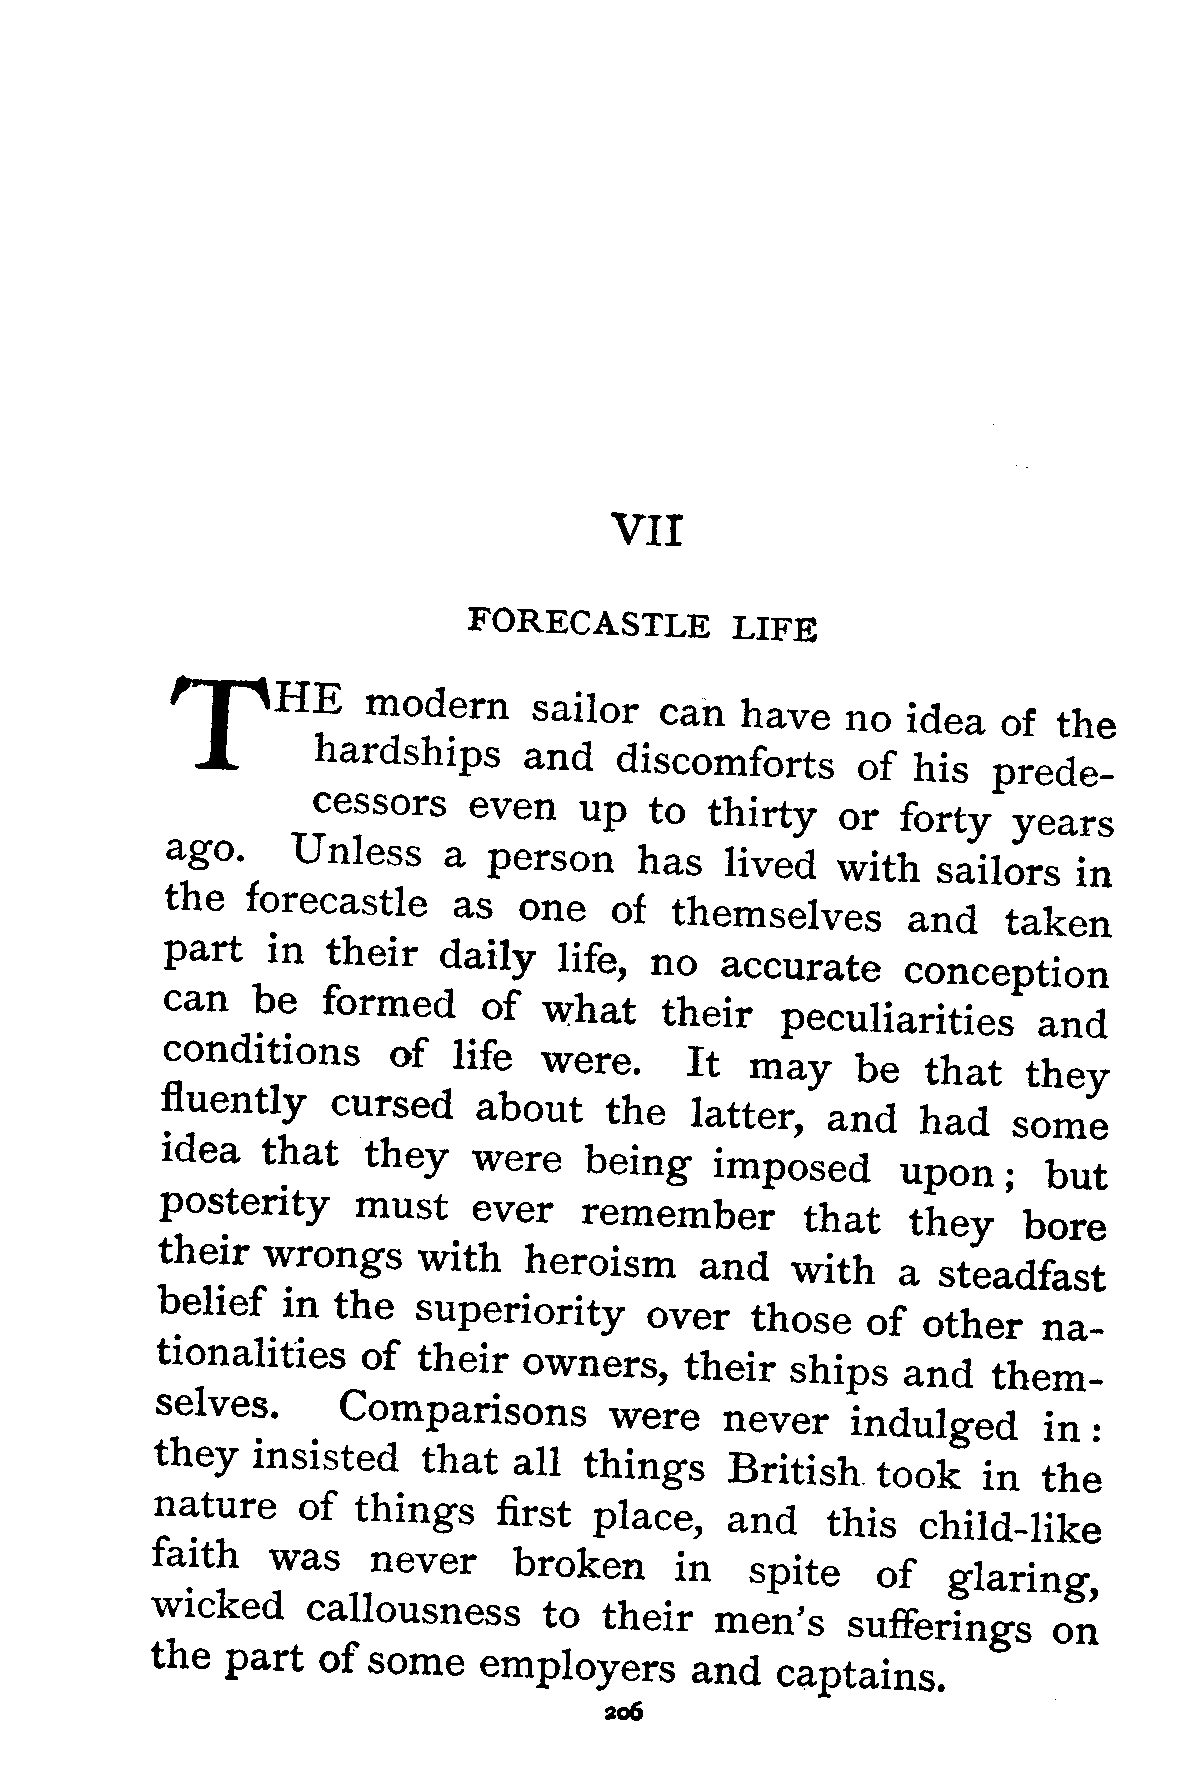 VII
FORECASTLE LIFE
THE modern sailor can have no idea of the
hardships and discomforts of his prede-
cessors even up to thirty or forty years
ago. Unless a person has lived with sailors in
the forecastle as one of themselves and taken
part in their daily life, no accurate conception
can be formed of what their peculiarities and
conditions of life were. It may be that they
fluently cursed about the latter, and had some
idea that they were being imposed upon; but
posterity must ever remember that they bore
their wrongs with heroism and with a steadfast
belief in the superiority over those of other na-
tionalities of their owners, their ships and them-
selves. Comparisons were never indulged in:
they insisted that all things British took in the
nature of things first place, and this child-like
faith was never broken in spite of glaring,
wicked callousness to their men's sufferings on
the part of some employers and captains.
206